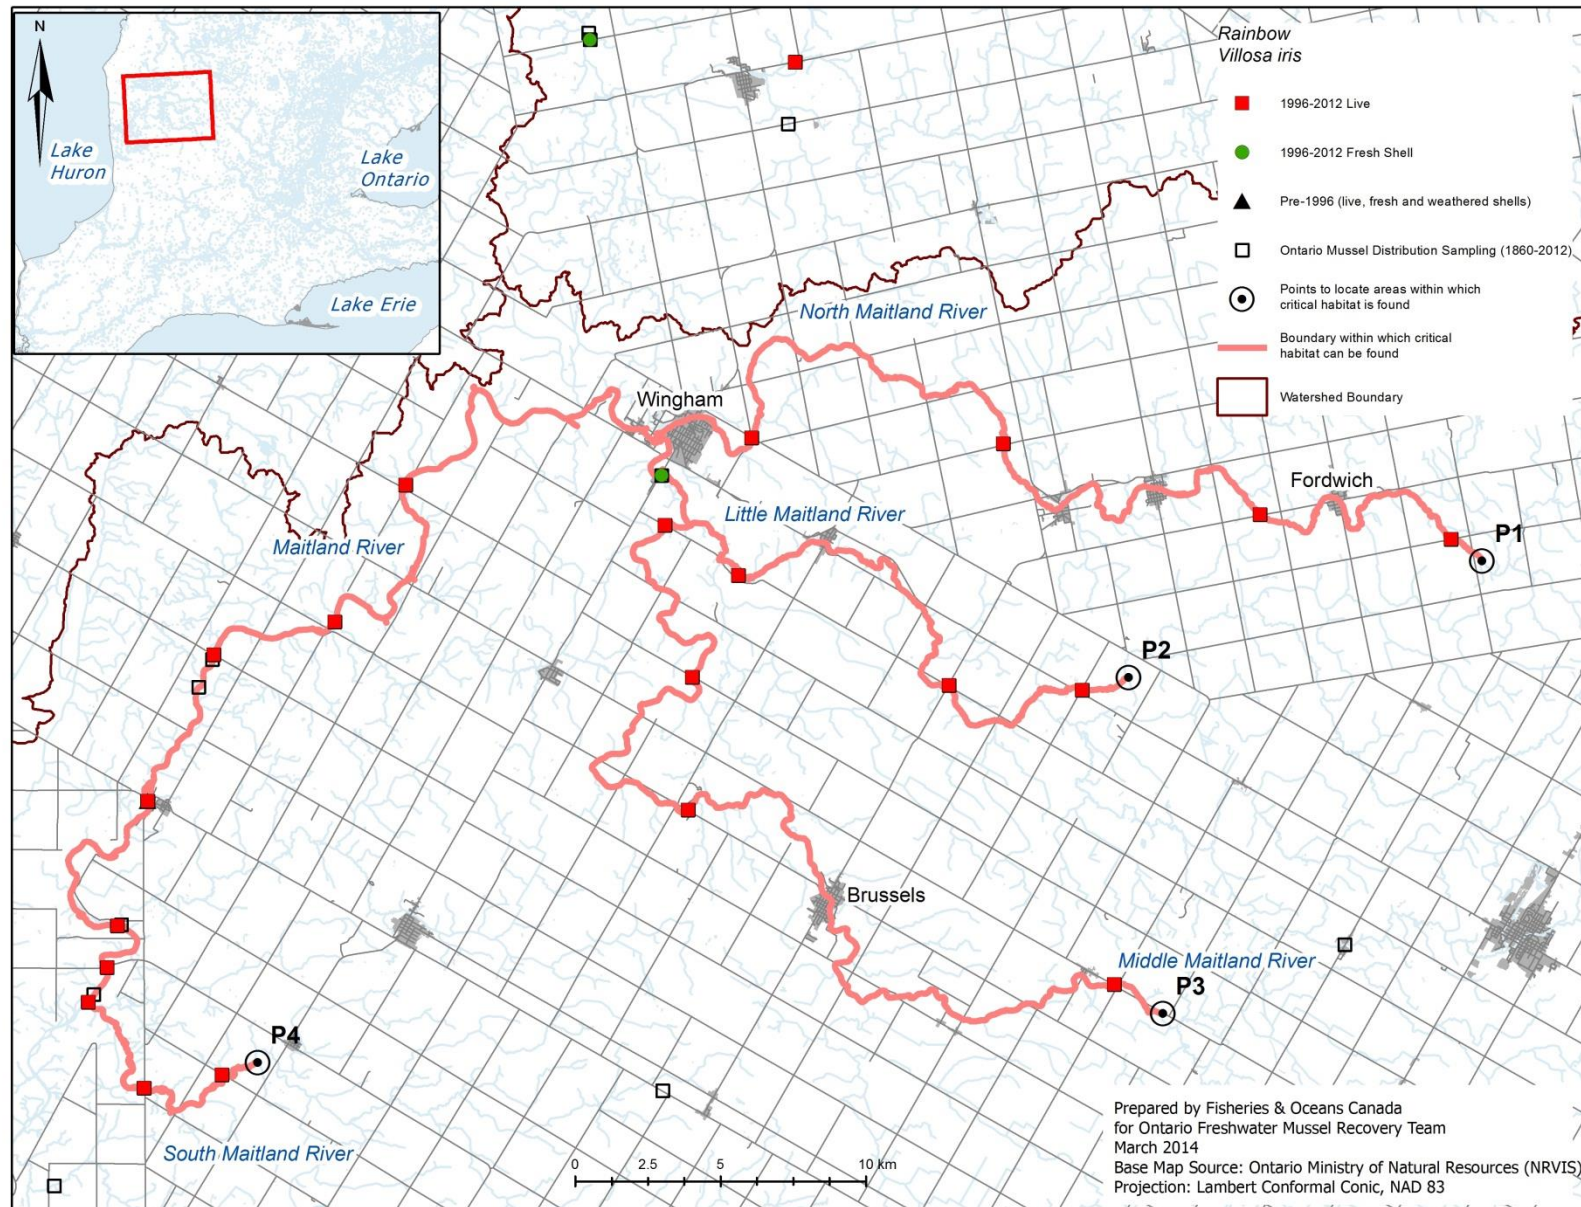 N
Lake
Huron
Lake
Ontario
Lake Erie
Rainbow
Villosa iris
1996-2012 Live
1996-2012 Fresh Shell
Pre-1996 (live, fresh and weathered shells)
Ontario Mussel Distribution Sampling (1860-2012)
Points to locate areas within which
critical habitat is found
Boundary within which critical
habitat can be found
Watershed Boundary
North Maitland River
Wingham
Fordwich
Little Maitland River
P1
Maitland River
P2
Brussels
Middle Maitland River
P3
P4
South Maitland River
0 2.5 5 10 km
Prepared by Fisheries & Oceans Canada
for Ontario Freshwater Mussel Recovery Team
March 2014
Base Map Source: Ontario Ministry of Natural Resources (NRVIS)
Projection: Lambert Conformal Conic, NAD 83